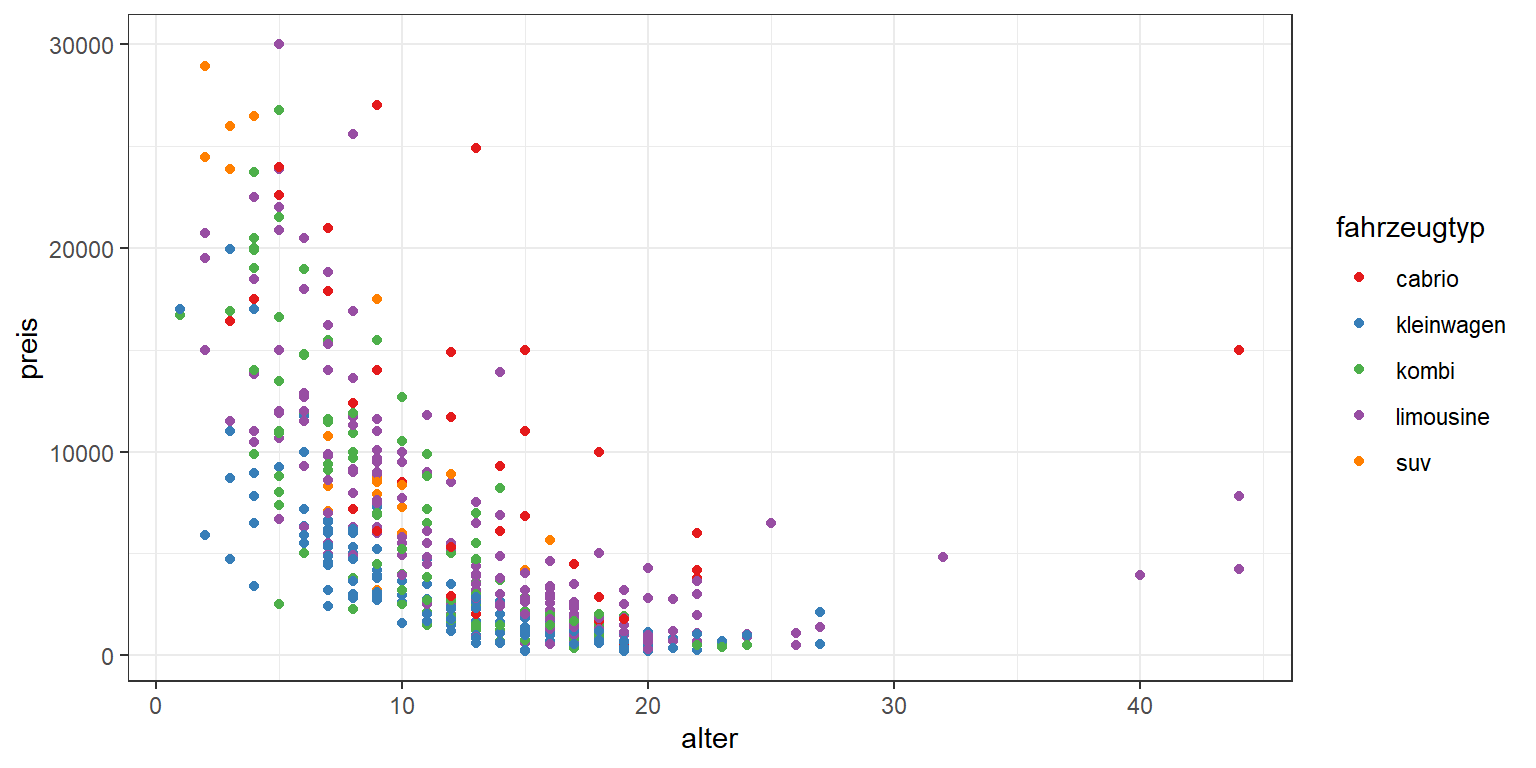 30000
20000
10000
0
preis
0
10
20
30
40
alter
fahrzeugtyp
cabrio
kleinwagen
kombi
limousine
suv